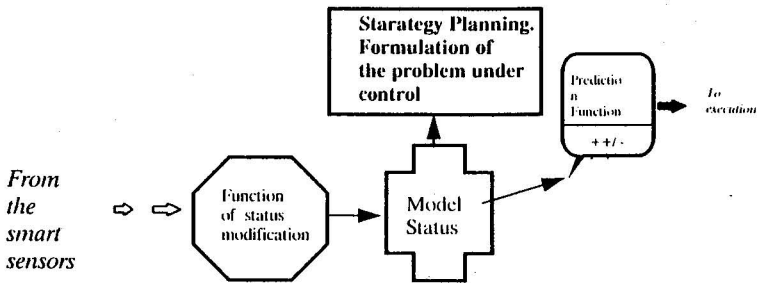 Starategy Planning.
Formulation of
the problem under
control
Predictio
n
Function
+ +/ -
To
execution
From
the
smart
sensors
Function
of status
modification
Model
Status